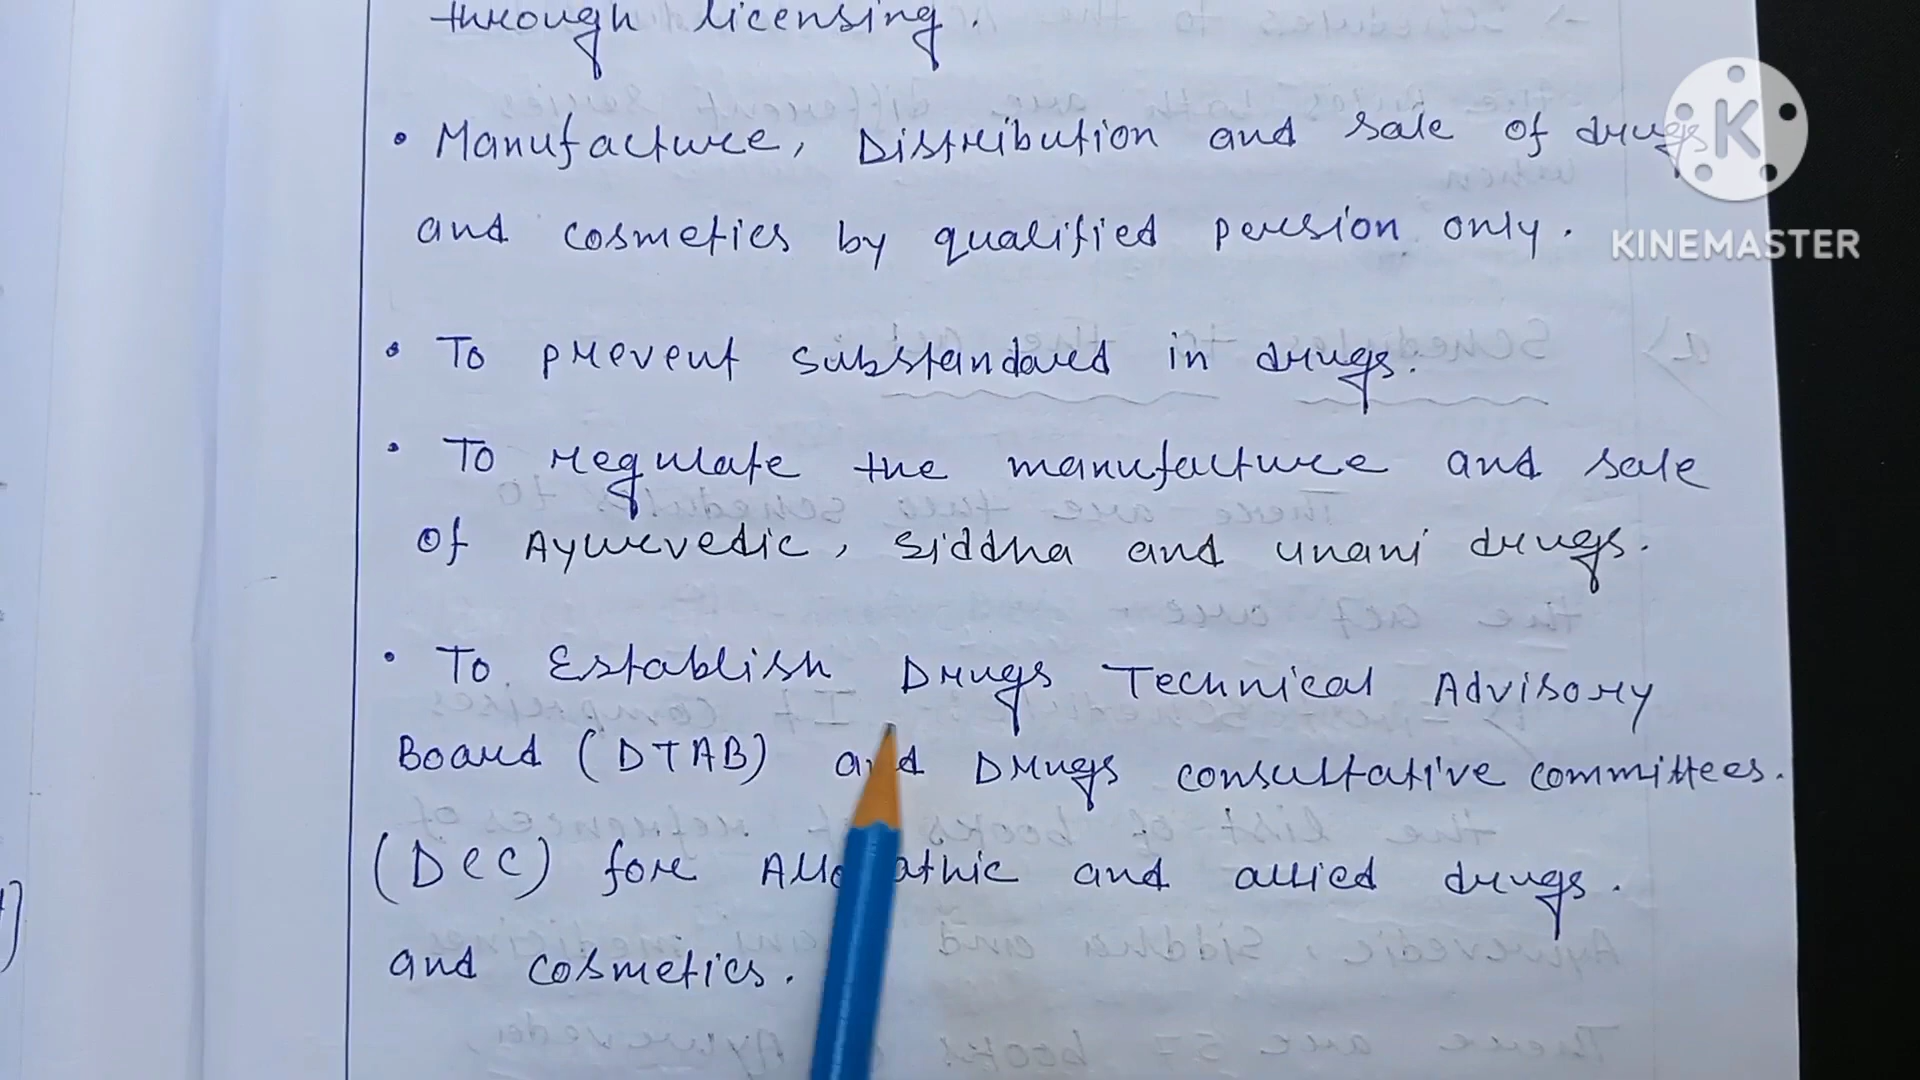 through licensing.
• Manufacture, Distribution and sale of drugs
and cosmetics by qualified persion only.
• To prevent substandard in drugs.
• To regulate the manufacture and sale
of Ayurvedic, Siddha and unani drugs.
• To Establish Drugs Technical Advisory
Board (DTAB) and Drugs consultative committees.
(DCC) for Allopathic and allied drugs.
and cosmetics.
K
KINEMASTER